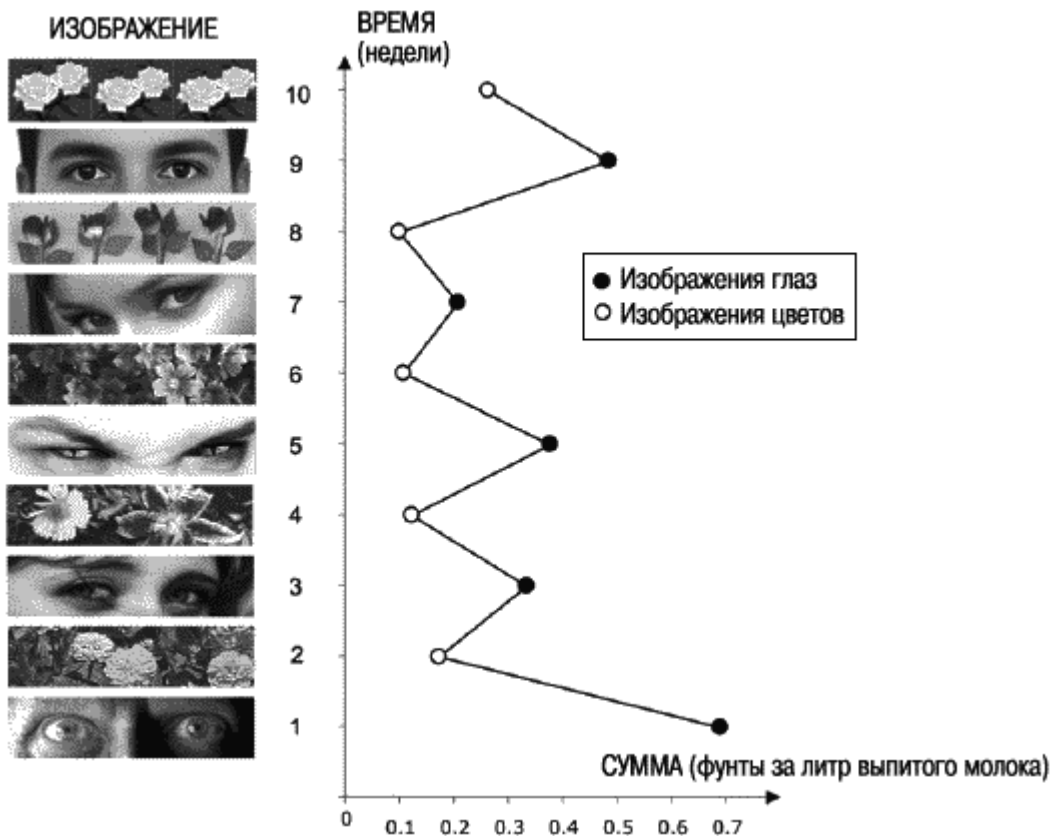 ИЗОБРАЖЕНИЕ
ВРЕМЯ
(недели)
10
9
8
7
6
5
4
3
2
1
Изображения глаз
Изображения цветов
СУММА (фунты за литр выпитого молока)
0 0.1 0.2 0.3 0.4 0.5 0.6 0.7